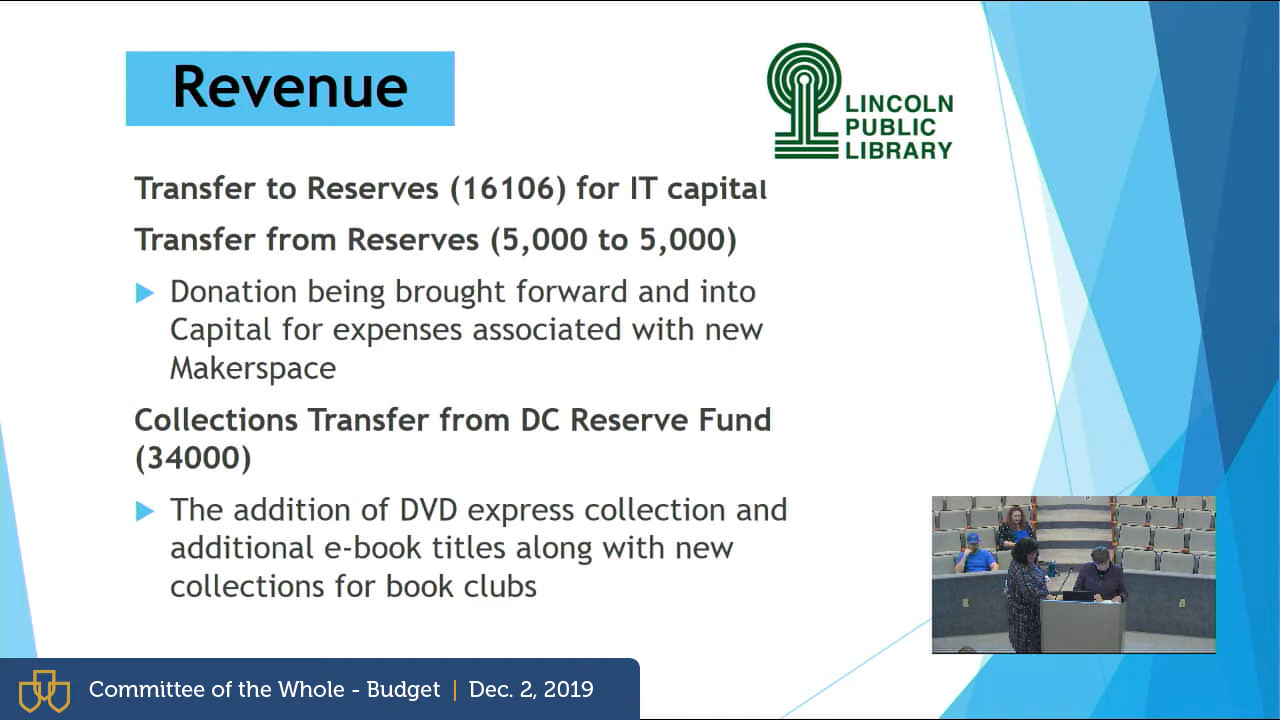 Revenue
LINCOLN
PUBLIC
LIBRARY
Transfer to Reserves (16106) for IT capital
Transfer from Reserves (5,000 to 5,000)
Donation being brought forward and into
Capital for expenses associated with new
Makerspace
Collections Transfer from DC Reserve Fund
(34000)
The addition of DVD express collection and
additional e-book titles along with new
collections for book clubs
Committee of the Whole - Budget | Dec. 2, 2019